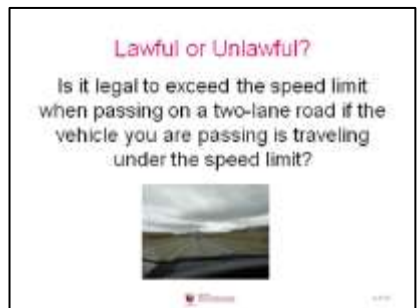 Lawful or Unlawful?
Is it legal to exceed the speed limit
when passing on a two-lane road if the
vehicle you are passing is traveling
under the speed limit?